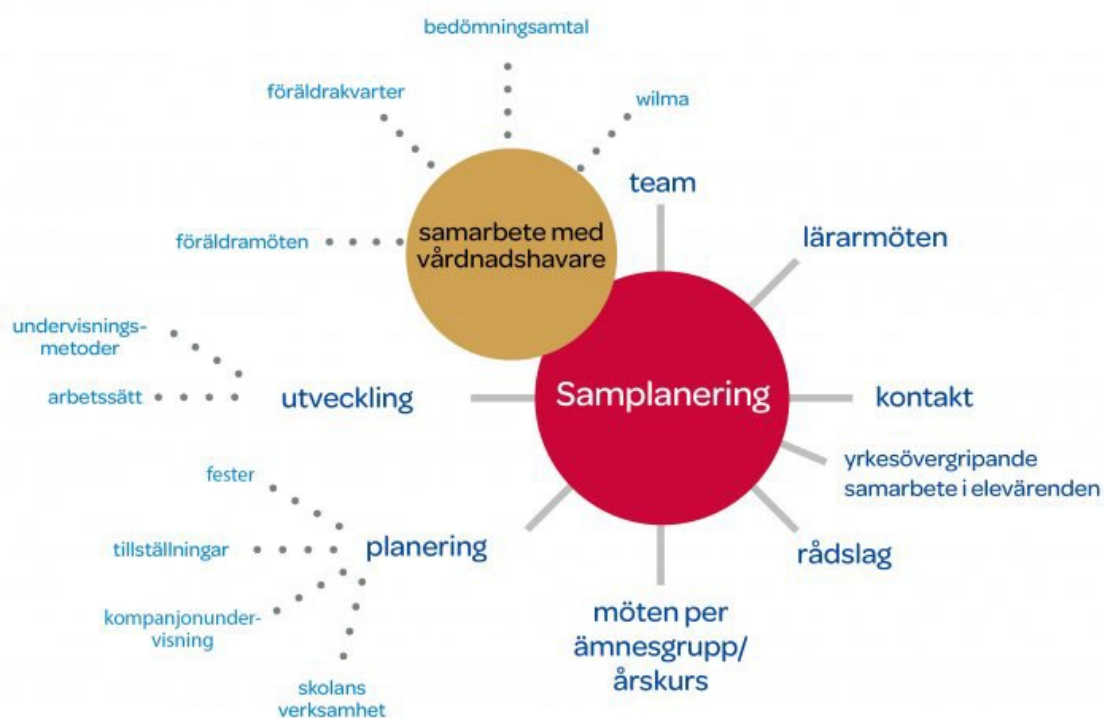 bedömningsamtal
föräldrakvarter
wilma
team
samarbete med
vårdnadshavare
föräldramöten
lärarmöten
undervisnings-
metoder
arbetssätt
utveckling
Samplanering
kontakt
yrkesövergripande
samarbete i elevärenden
fester
tillställningar
planering
rådslag
kompanjonunder-
visning
möten per
ämnesgrupp/
årskurs
skolans
verksamhet